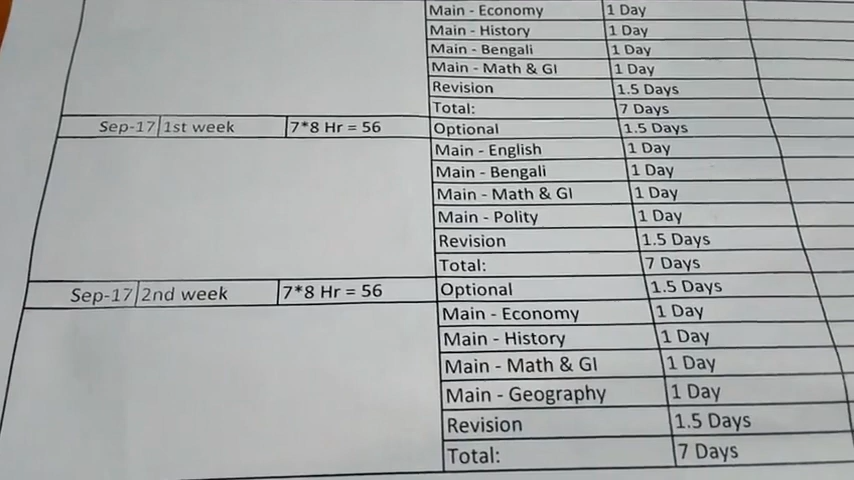 Main - Economy 1 Day
Main - History 1 Day
Main - Bengali 1 Day
Main - Math & GI 1 Day
Revision 1.5 Days
Total: 7 Days
Sep-17 1st week 7*8 Hr = 56 Optional 1.5 Days
Main - English 1 Day
Main - Bengali 1 Day
Main - Math & GI 1 Day
Main - Polity 1 Day
Revision 1.5 Days
Total: 7 Days
Sep-17 2nd week 7*8 Hr = 56 Optional 1.5 Days
Main - Economy 1 Day
Main - History 1 Day
Main - Math & GI 1 Day
Main - Geography 1 Day
Revision 1.5 Days
Total: 7 Days